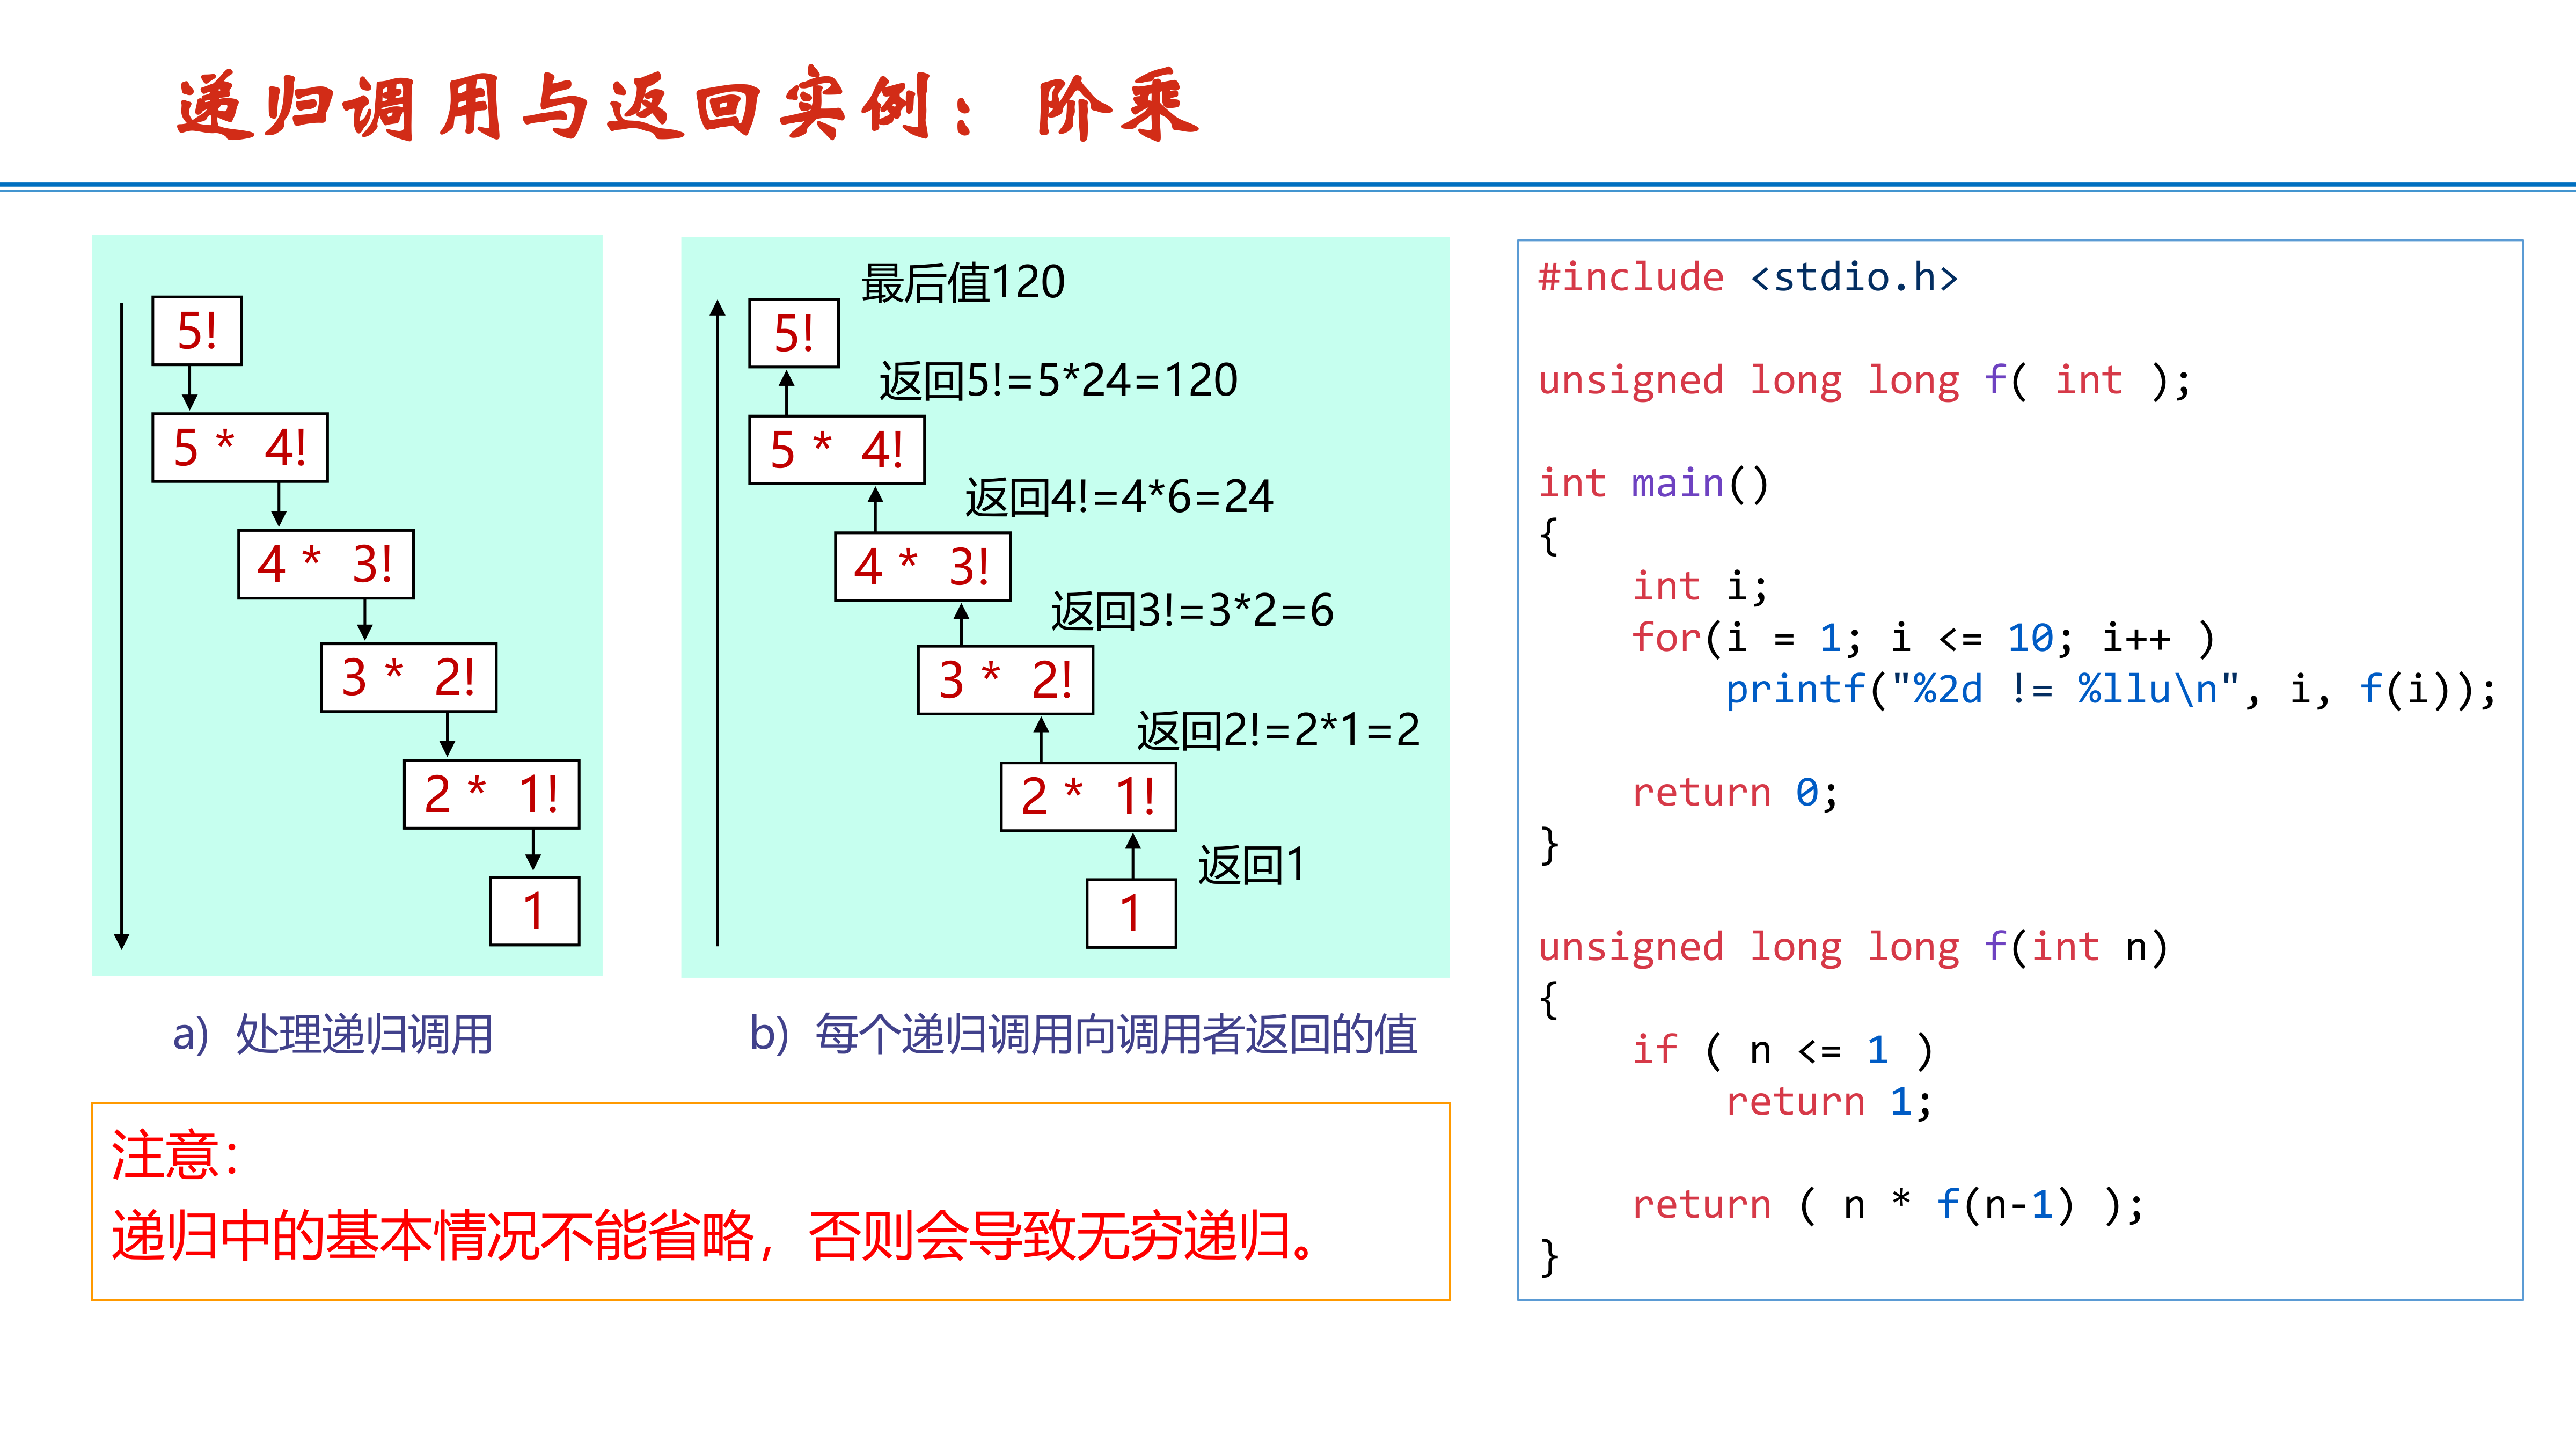 递归调用与返回实例：阶乘
5!
5 * 4!
4 * 3!
3 * 2!
2 * 1!
1
a) 处理递归调用
最后值120
5!
返回5!=5*24=120
5 * 4!
返回4!=4*6=24
4 * 3!
返回3!=3*2=6
3 * 2!
返回2!=2*1=2
2 * 1!
返回1
1
b) 每个递归调用向调用者返回的值
注意：
递归中的基本情况不能省略，否则会导致无穷递归。
#include <stdio.h>
unsigned long long f( int );
int main()
{
    int i;
    for(i = 1; i <= 10; i++ )
        printf("%2d != %llu\n", i, f(i));
    return 0;
}
unsigned long long f(int n)
{
    if ( n <= 1 )
        return 1;
    return ( n * f(n-1) );
}